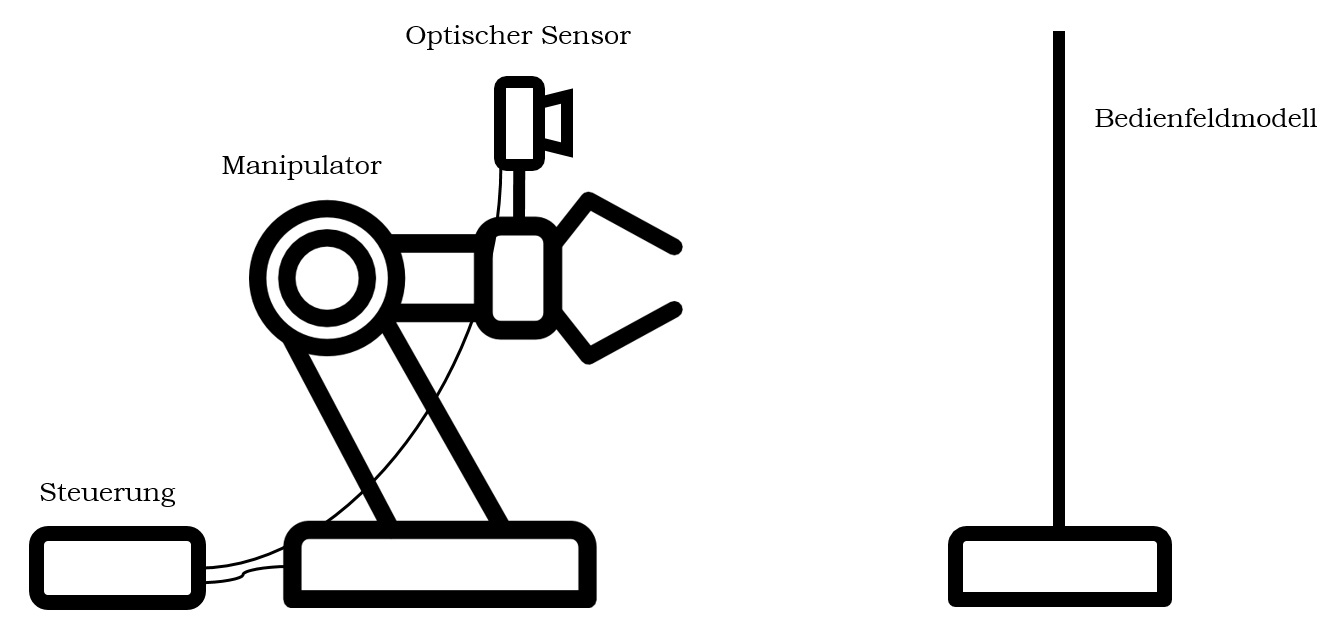 Optischer Sensor
Bedienfeldmodell
Manipulator
Steuerung